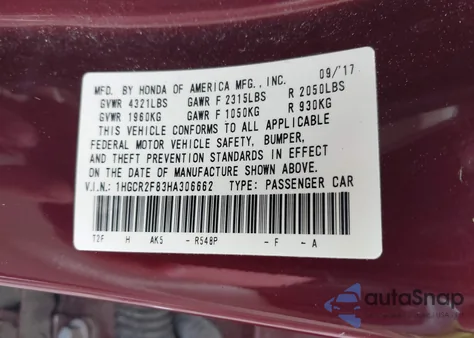 MFD. BY HONDA OF AMERICA MFG., INC. 09/'17
GVWR 4321LBS GAWR F 2315LBS R 2050LBS
GVWR 1960KG GAWR F 1050KG R 930KG
THIS VEHICLE CONFORMS TO ALL APPLICABLE
FEDERAL MOTOR VEHICLE SAFETY, BUMPER,
AND THEFT PREVENTION STANDARDS IN EFFECT
ON THE DATE OF MANUFACTURE SHOWN ABOVE.
V.I.N.: 1HGCR2F83HA306662 TYPE: PASSENGER CAR
T2F H AK5 - R548P - F - A
autoSnap